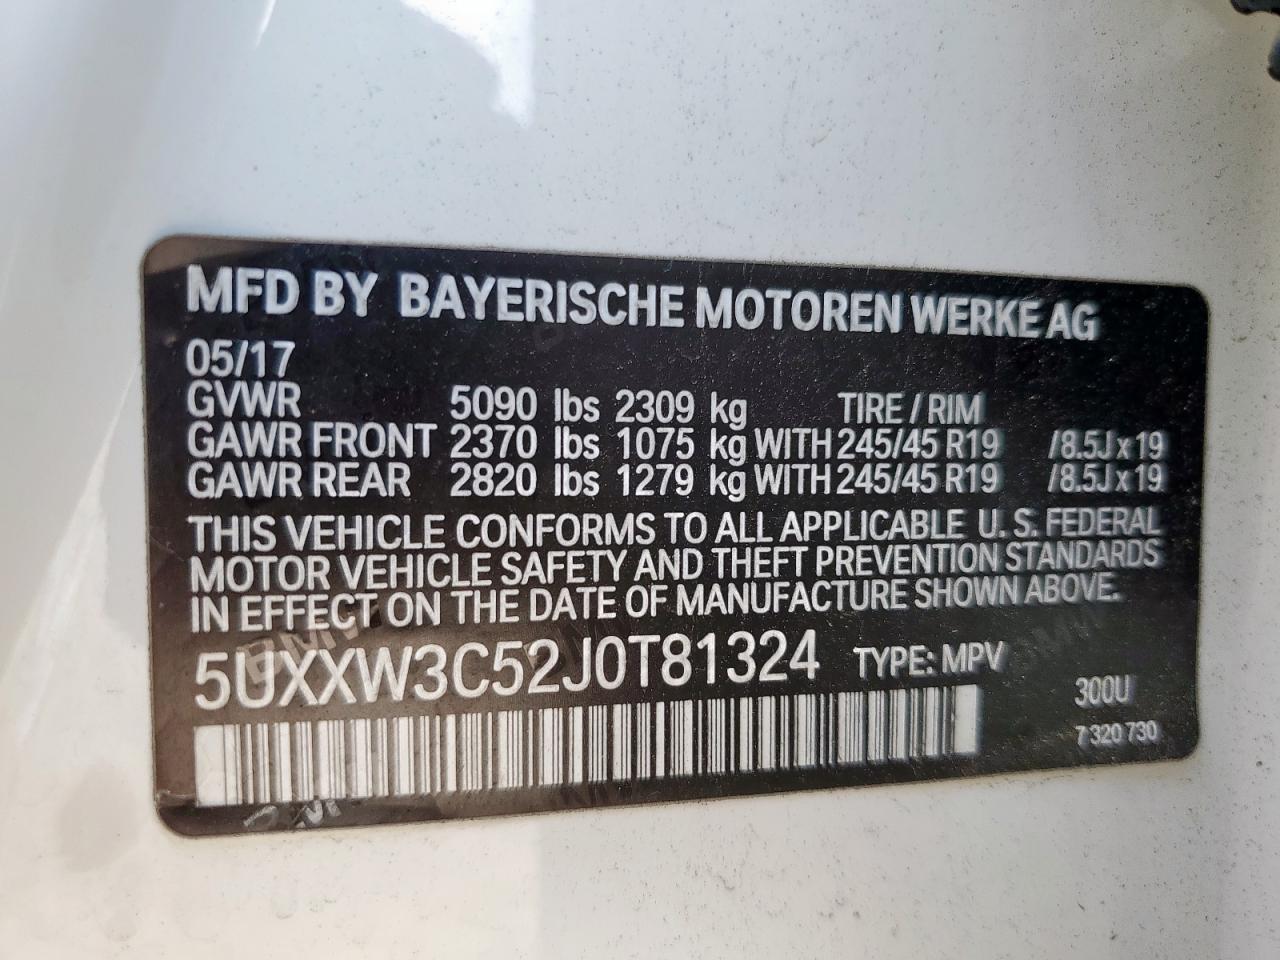 MFD BY BAYERISCHE MOTOREN WERKE AG
05/17
GVWR 5090 lbs 2309 kg TIRE / RIM
GAWR FRONT 2370 lbs 1075 kg WITH 245/45 R19 /8.5J x 19
GAWR REAR 2820 lbs 1279 kg WITH 245/45 R19 /8.5J x 19
THIS VEHICLE CONFORMS TO ALL APPLICABLE U. S. FEDERAL
MOTOR VEHICLE SAFETY AND THEFT PREVENTION STANDARDS
IN EFFECT ON THE DATE OF MANUFACTURE SHOWN ABOVE.
5UXXW3C52J0T81324 TYPE: MPV
300U
7 320 730